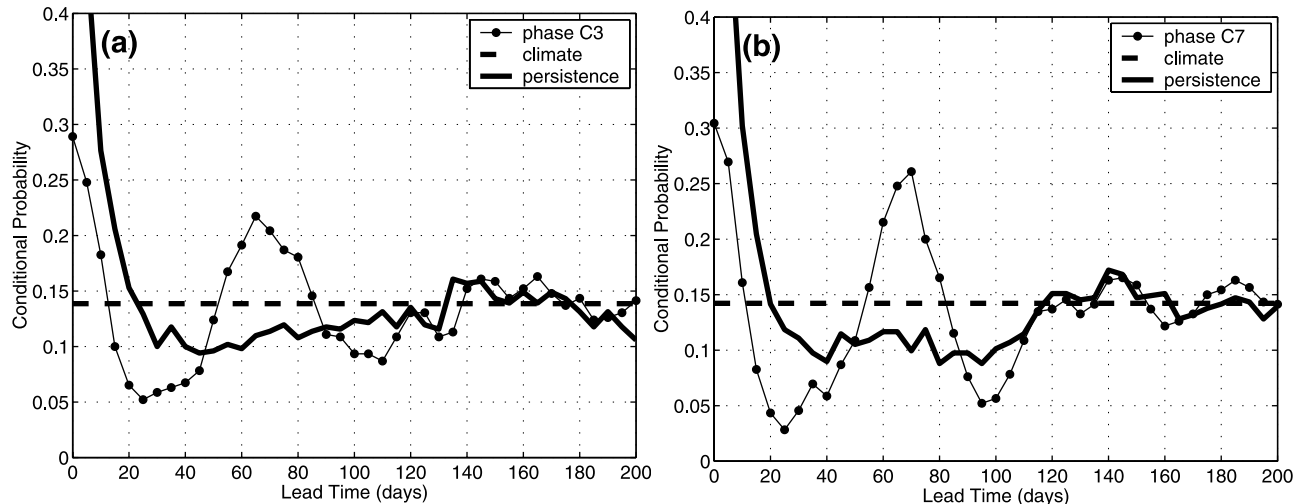 (a)
phase C3
climate
persistence
Conditional Probability
0.4
0.35
0.3
0.25
0.2
0.15
0.1
0.05
0
0 20 40 60 80 100 120 140 160 180 200
Lead Time (days)
(b)
phase C7
climate
persistence
Conditional Probability
0.4
0.35
0.3
0.25
0.2
0.15
0.1
0.05
0
0 20 40 60 80 100 120 140 160 180 200
Lead Time (days)